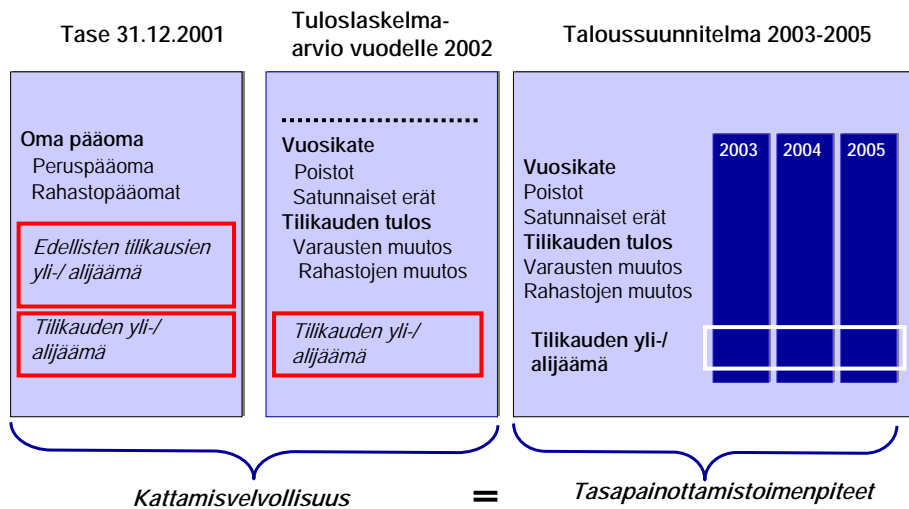 Tase 31.12.2001
Oma pääoma
Peruspääoma
Rahastopääomat
Edellisten tilikausien
yli-/ alijäämä
Tilikauden yli-/
alijäämä
Tuloslaskelma-
arvio vuodelle 2002
Vuosikate
Poistot
Satunnaiset erät
Tilikauden tulos
Varausten muutos
Rahastojen muutos
Tilikauden yli-/
alijäämä
Taloussuunnitelma 2003-2005
2003 2004 2005
Vuosikate
Poistot
Satunnaiset erät
Tilikauden tulos
Varausten muutos
Rahastojen muutos
Tilikauden yli-/
alijäämä
Kattamisvelvollisuus = Tasapainottamistoimenpiteet